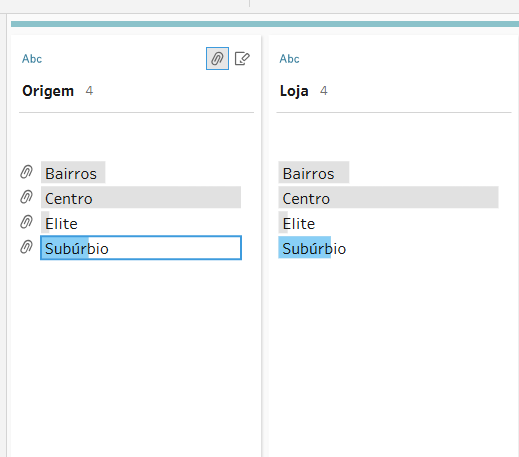 Abc
Origem 4
Bairros
Centro
Elite
Subúrbio
Abc
Loja 4
Bairros
Centro
Elite
Subúrbio